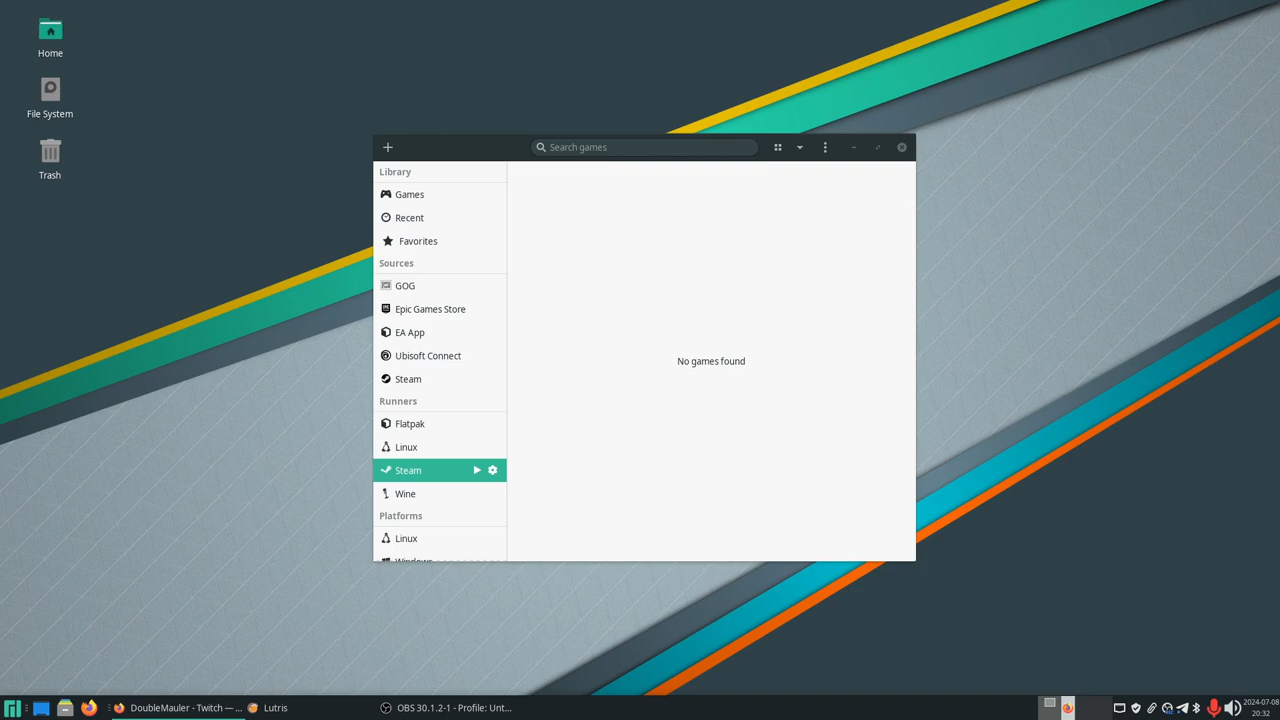 Home
File System
Trash
Search games
Library
Games
Recent
Favorites
Sources
GOG
Epic Games Store
EA App
Ubisoft Connect
Steam
Runners
Flatpak
Linux
Steam
Wine
Platforms
Linux
Windows
No games found
DoubleMauler - Twitch — ...
Lutris
OBS 30.1.2-1 - Profile: Unt...
2024-07-08
20:32